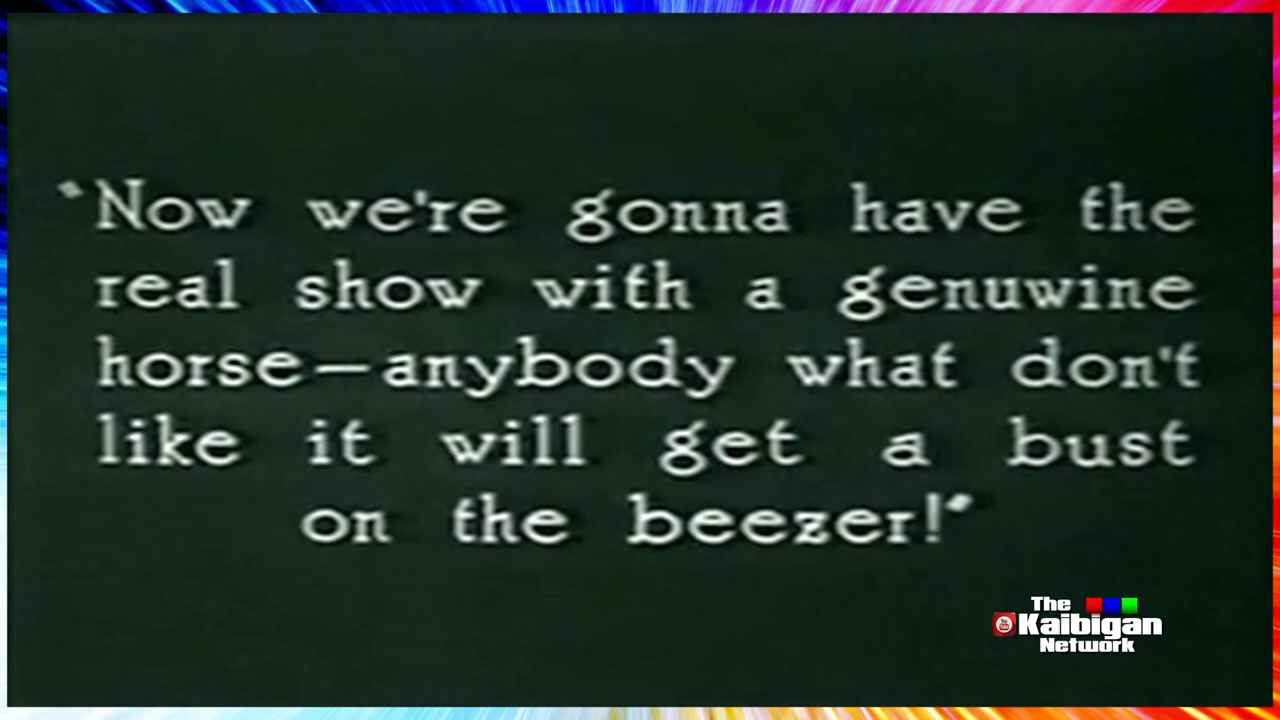 "Now we're gonna have the
real show with a genuwine
horse—anybody what don't
like it will get a bust
on the beezer!"
The
Kaibigan
Network